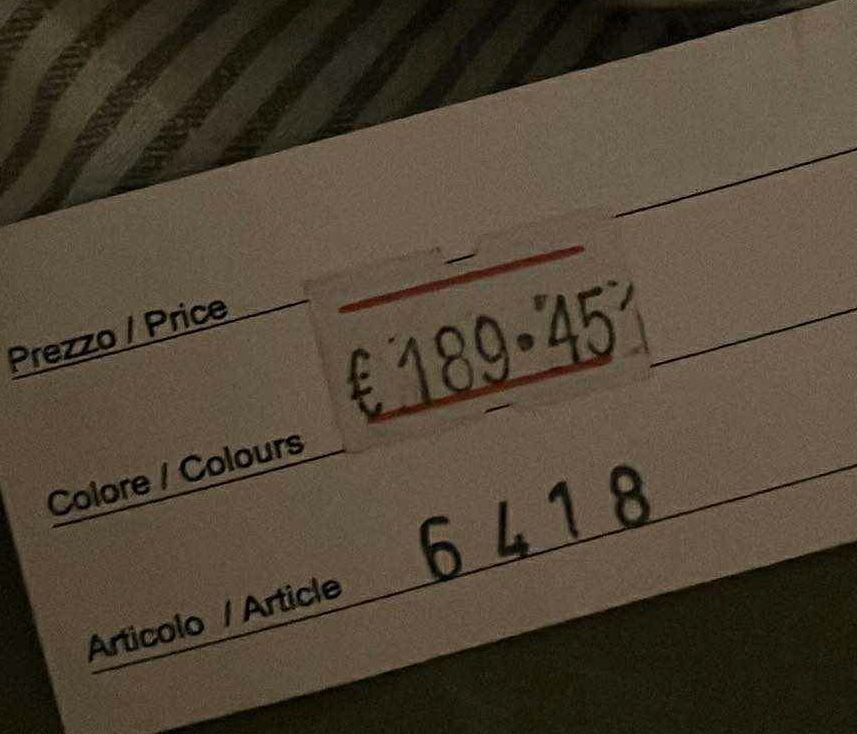 Prezzo / Price
€ 189.45
Colore / Colours
Articolo / Article 6418